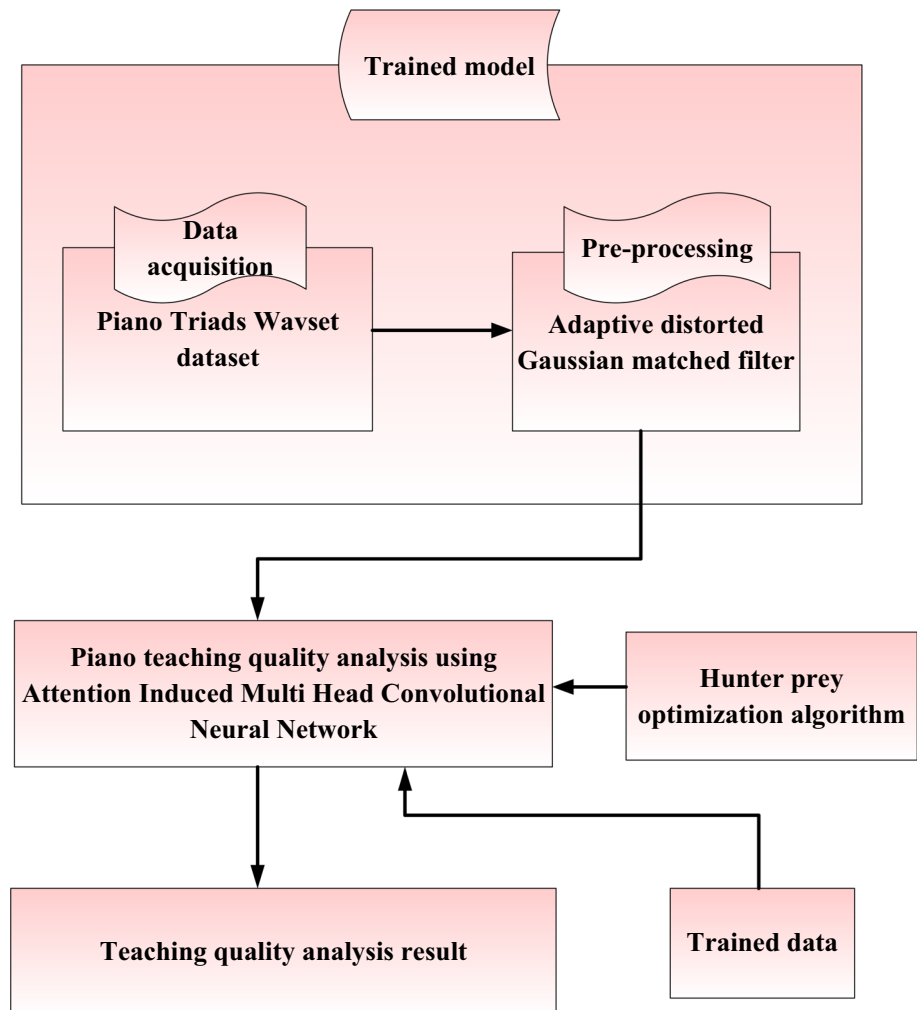 Trained model
Data
acquisition
Piano Triads Wavset
dataset
Pre-processing
Adaptive distorted
Gaussian matched filter
Piano teaching quality analysis using
Attention Induced Multi Head Convolutional
Neural Network
Hunter prey
optimization algorithm
Teaching quality analysis result
Trained data